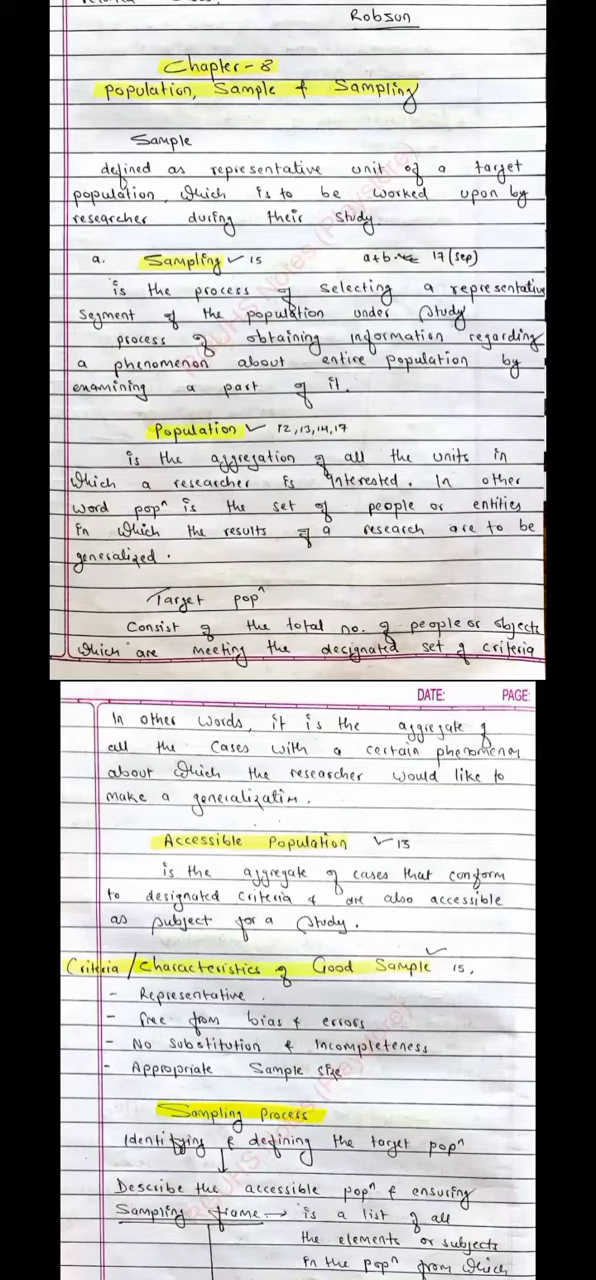 Robson
Chapter - 8
Population, Sample & Sampling
Sample
defined as representative unit of a target
population, which is to be worked upon by
researcher during their study.
a. Sampling ✓ 15 a+b 17 (sep)
is the process of selecting a representative
segment of the population under study
process of obtaining information regarding
a phenomenon about entire population by
examining a part of it.
Population ✓ 12, 13, 14, 17
is the aggregation of all the units in
which a researcher is interested. In other
word popⁿ is the set of people or entities
in which the results of a research are to be
generalized.
Target popⁿ
Consist of the total no. of people or objects
which are meeting the designated set of criteria
DATE: PAGE:
In other words, it is the aggregate of
all the cases with a certain phenomenon
about which the researcher would like to
make a generalization.
Accessible Population ✓ 13
is the aggregate of cases that conform
to designated criteria & are also accessible
as subject for a study.
Criteria / Characteristics of Good Sample ✓ 15.
- Representative.
- free from bias & errors
- No substitution & Incompleteness
- Appropriate Sample size
Sampling Process
Identifying & defining the target popⁿ
↓
Describe the accessible popⁿ & ensuring
Sampling frame → is a list of all
the elements or subjects
in the popⁿ from which
RGUHS Notes (Playstore)